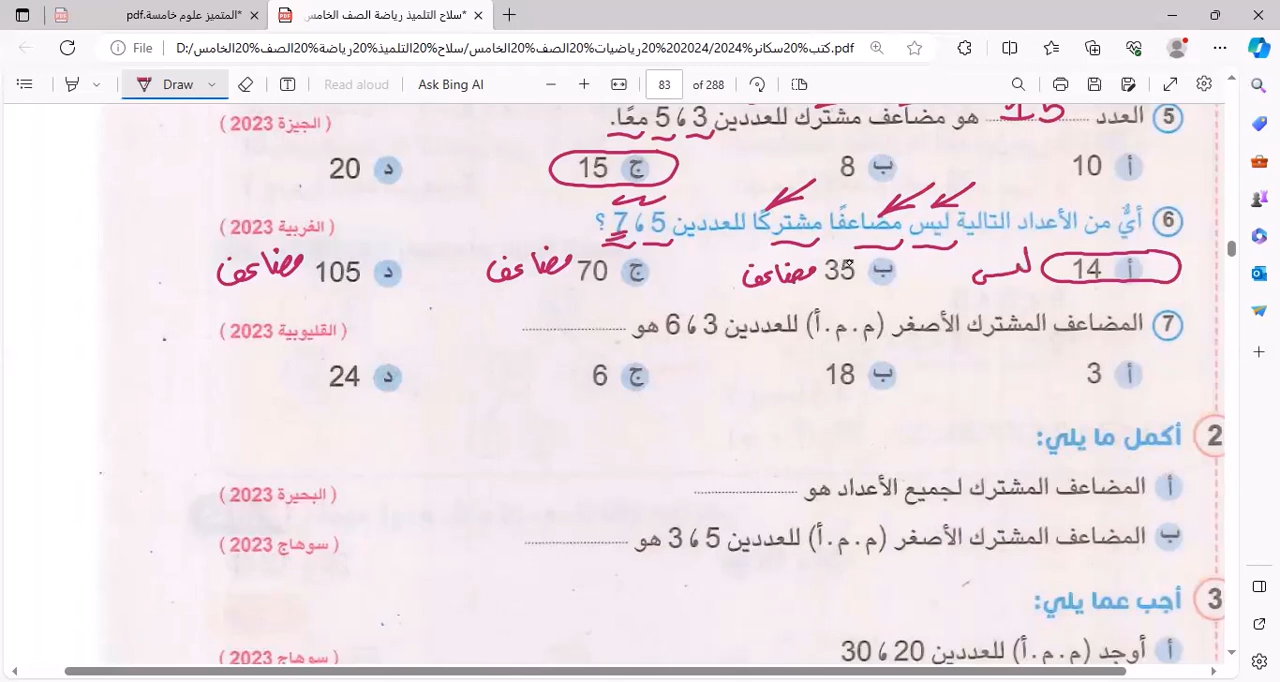 المتميز علوم خامسة.pdf*
سلاح التلميذ رياضة الصف الخامس*
File D:/كتب%20سكانر%202024/2024%20رياضيات%20الصف%20الخامس/سلاح%20التلميذ%20رياضة%20الصف%20الخامس.pdf
Draw Read aloud Ask Bing AI 83 of 288
5 العدد ........ 15 ........ هو مضاعف مشترك للعددين 3 ، 5 معًا. (الجيزة 2023)
أ 10 ب 8 ج 15 د 20
6 أيٌّ من الأعداد التالية ليس مضاعفًا مشتركًا للعددين 5 ، 7 ؟ (الغربية 2023)
أ 14 ليس ب 35 مضاعف ج 70 مضاعف د 105 مضاعف
7 المضاعف المشترك الأصغر (م.م.أ) للعددين 3 ، 6 هو ........ (القليوبية 2023)
أ 3 ب 18 ج 6 د 24
2 أكمل ما يلي:
أ المضاعف المشترك لجميع الأعداد هو ........ (البحيرة 2023)
ب المضاعف المشترك الأصغر (م.م.أ) للعددين 5 ، 3 هو ........ (سوهاج 2023)
3 أجب عما يلي:
أ أوجد (م.م.أ) للعددين 20 ، 30 (سوهاج 2023)